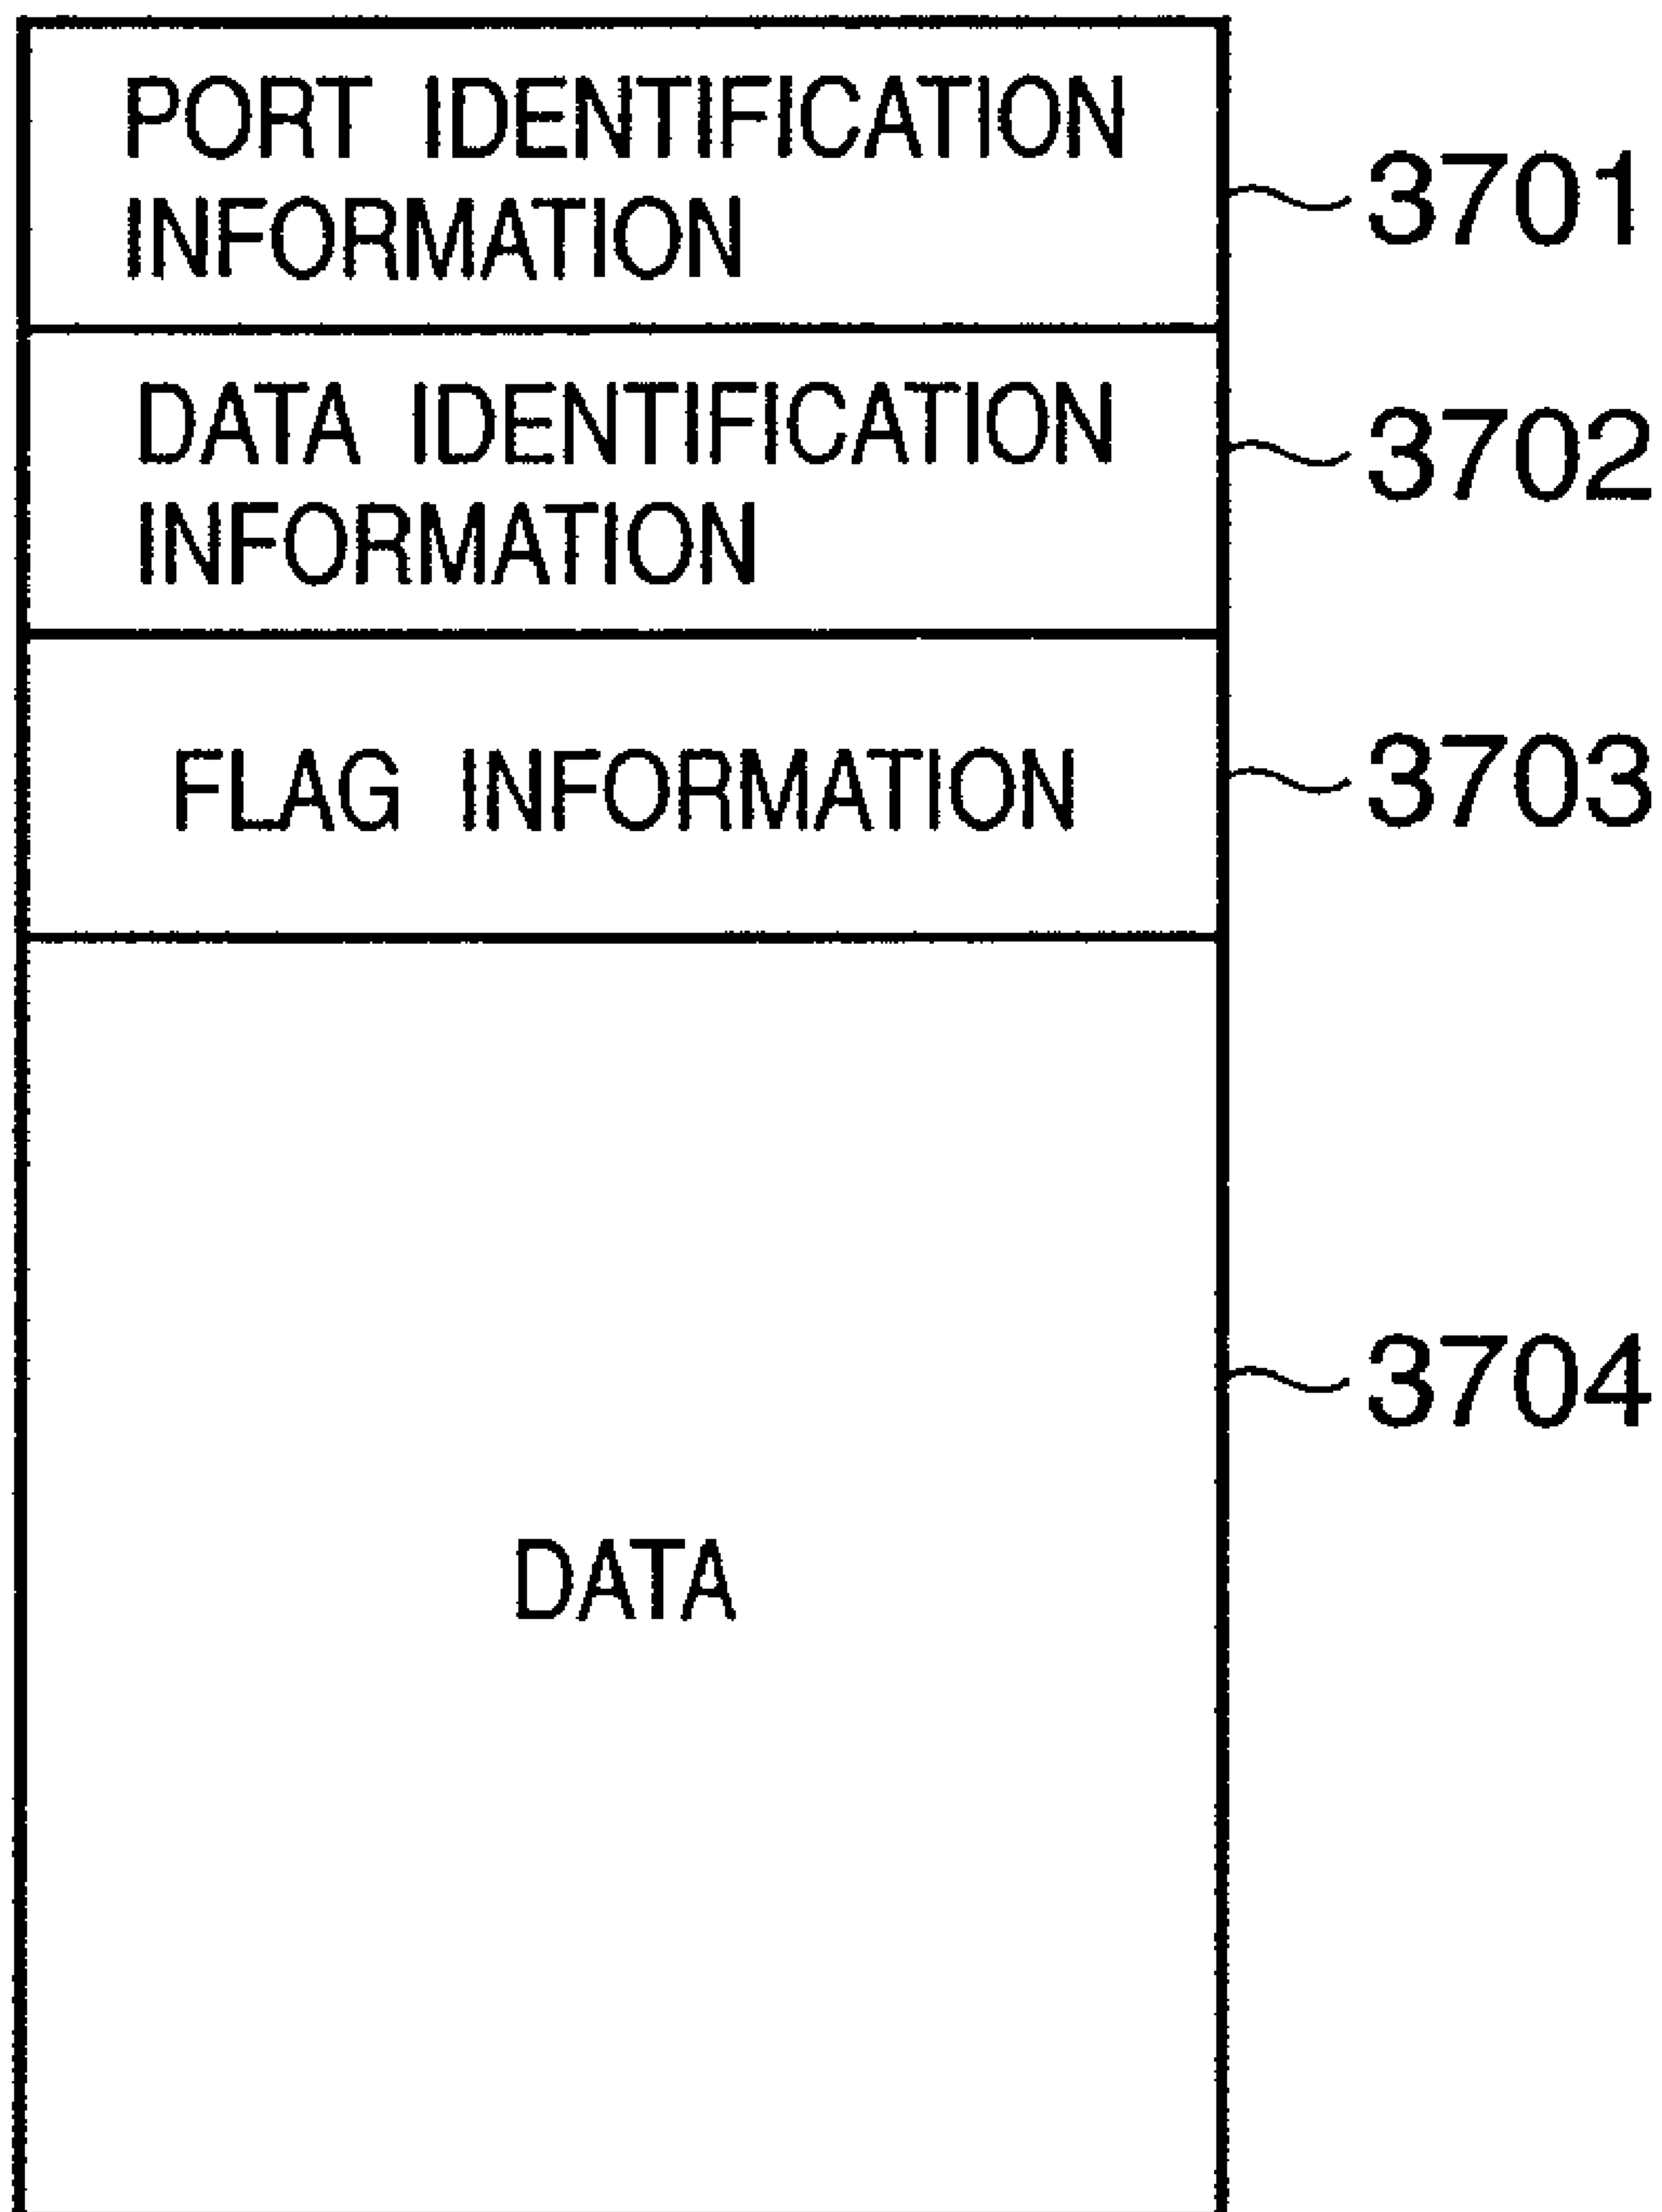 PORT IDENTIFICATION
INFORMATION
3701
DATA IDENTIFICATION
INFORMATION
3702
FLAG INFORMATION
3703
DATA
3704